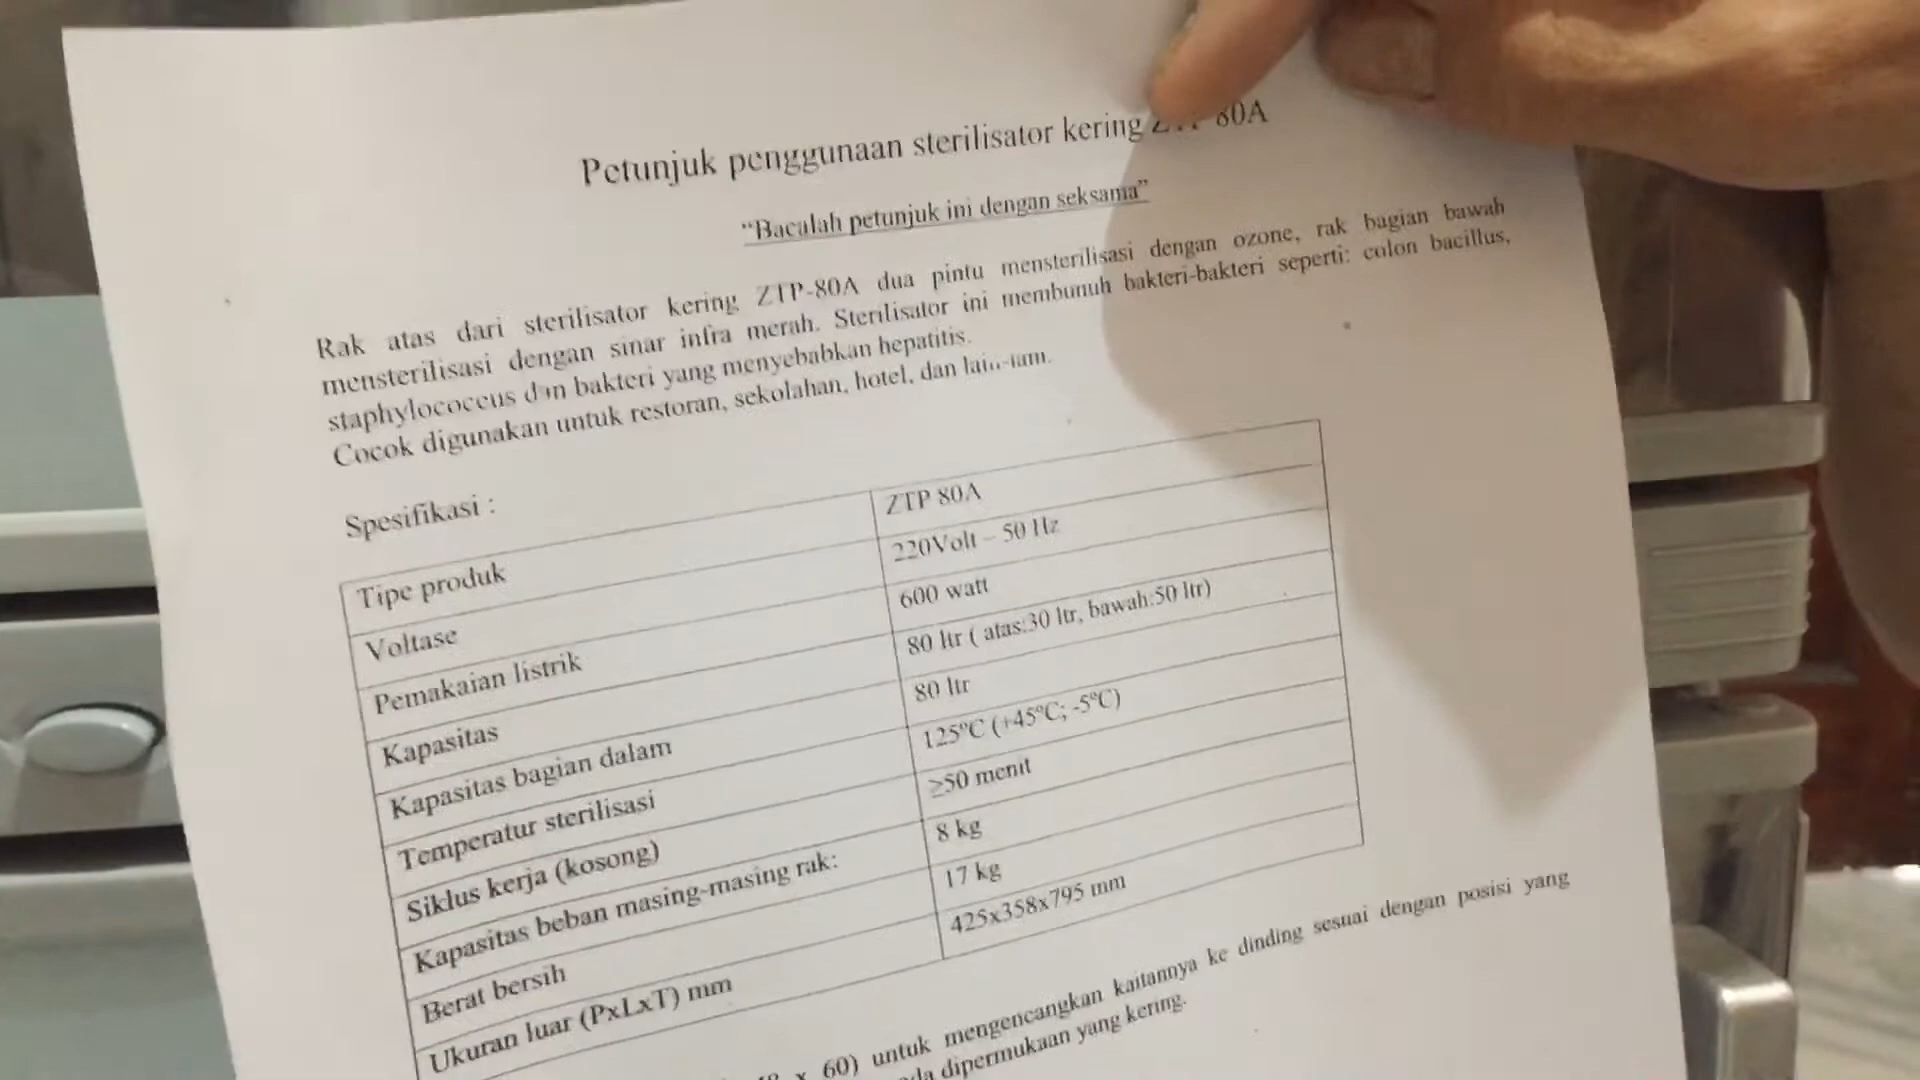 Petunjuk penggunaan sterilisator kering 80A
"Bacalah petunjuk ini dengan seksama"
Rak atas dari sterilisator kering ZTP-80A dua pintu mensterilisasi dengan ozone, rak bagian bawah
mensterilisasi dengan sinar infra merah. Sterilisator ini membunuh bakteri-bakteri seperti: colon bacillus,
staphylococcus dan bakteri yang menyebabkan hepatitis.
Cocok digunakan untuk restoran, sekolahan, hotel, dan
Spesifikasi :
Tipe produk ZTP 80A
Voltase 220Volt – 50 Hz
Pemakaian listrik 600 watt
Kapasitas 80 ltr ( atas:30 ltr, bawah:50 ltr)
Kapasitas bagian dalam 80 ltr
Temperatur sterilisasi 125°C (+45°C; -5°C)
Siklus kerja (kosong) ≥50 menit
Kapasitas beban masing-masing rak: 8 kg
Berat bersih 17 kg
Ukuran luar (PxLxT) mm 425x358x795 mm
x 60) untuk mengencangkan kaitannya ke dinding sesuai dengan posisi yang
dipermukaan yang kering.